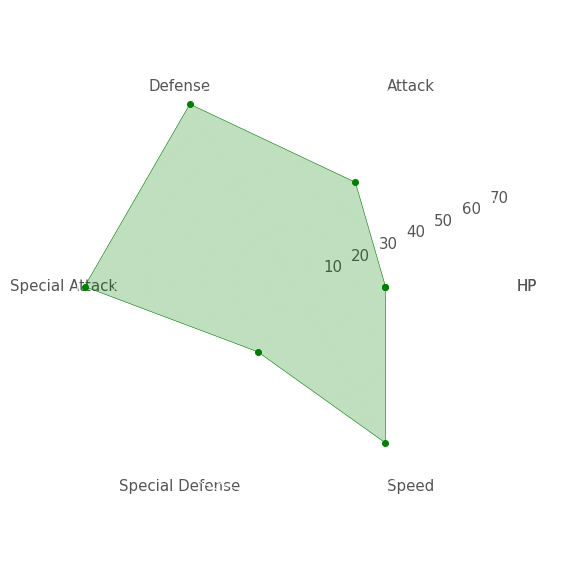 Defense
Attack
70
60
50
40
30
20
10
Special Attack
HP
Special Defense
Speed